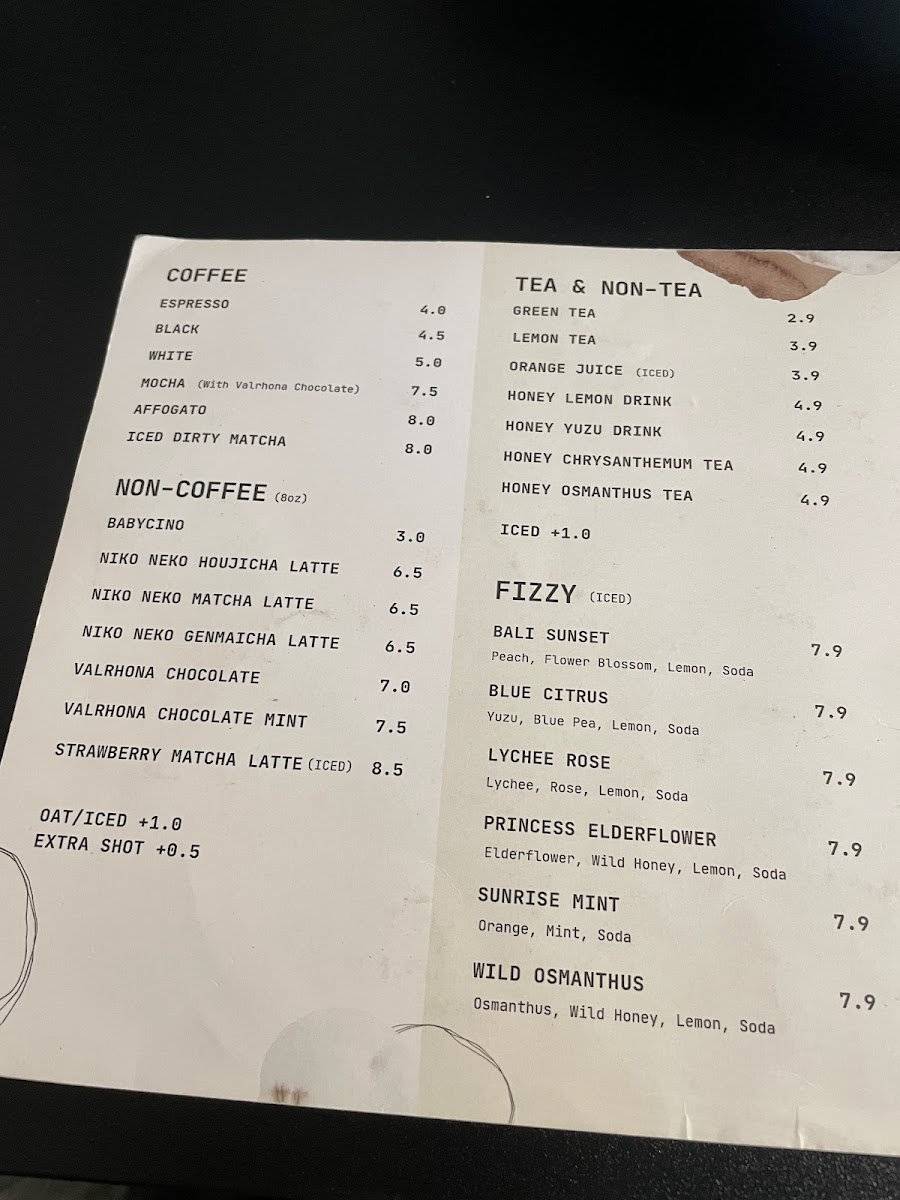 COFFEE
ESPRESSO 4.0
BLACK 4.5
WHITE 5.0
MOCHA (With Valrhona Chocolate) 7.5
AFFOGATO 8.0
ICED DIRTY MATCHA 8.0
NON-COFFEE (8oz)
BABYCINO 3.0
NIKO NEKO HOUJICHA LATTE 6.5
NIKO NEKO MATCHA LATTE 6.5
NIKO NEKO GENMAICHA LATTE 6.5
VALRHONA CHOCOLATE 7.0
VALRHONA CHOCOLATE MINT 7.5
STRAWBERRY MATCHA LATTE (ICED) 8.5
OAT/ICED +1.0
EXTRA SHOT +0.5
TEA & NON-TEA
GREEN TEA 2.9
LEMON TEA 3.9
ORANGE JUICE (ICED) 3.9
HONEY LEMON DRINK 4.9
HONEY YUZU DRINK 4.9
HONEY CHRYSANTHEMUM TEA 4.9
HONEY OSMANTHUS TEA 4.9
ICED +1.0
FIZZY (ICED)
BALI SUNSET 7.9
Peach, Flower Blossom, Lemon, Soda
BLUE CITRUS 7.9
Yuzu, Blue Pea, Lemon, Soda
LYCHEE ROSE 7.9
Lychee, Rose, Lemon, Soda
PRINCESS ELDERFLOWER 7.9
Elderflower, Wild Honey, Lemon, Soda
SUNRISE MINT 7.9
Orange, Mint, Soda
WILD OSMANTHUS 7.9
Osmanthus, Wild Honey, Lemon, Soda